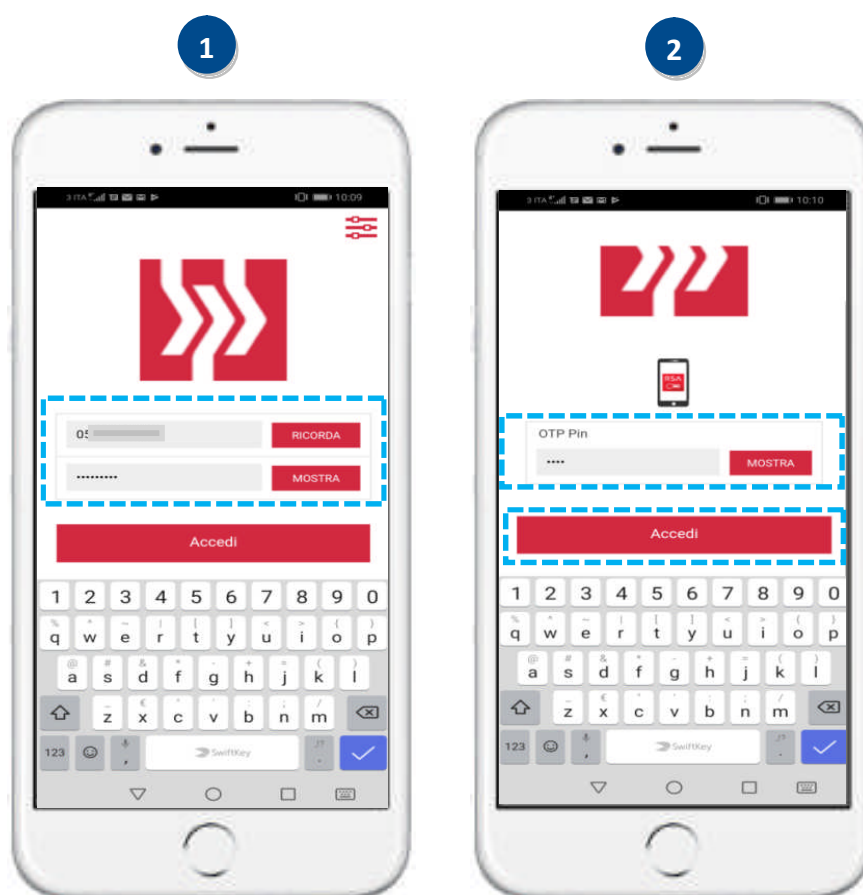 1
2
3 ITA 10:09
3 ITA 10:10
05
RICORDA
•••••••••
MOSTRA
Accedi
RSA
OTP Pin
••••
MOSTRA
Accedi
1 2 3 4 5 6 7 8 9 0
q w e r t y u i o p
a s d f g h j k l
z x c v b n m
123 , SwiftKey .
1 2 3 4 5 6 7 8 9 0
q w e r t y u i o p
a s d f g h j k l
z x c v b n m
123 , SwiftKey .